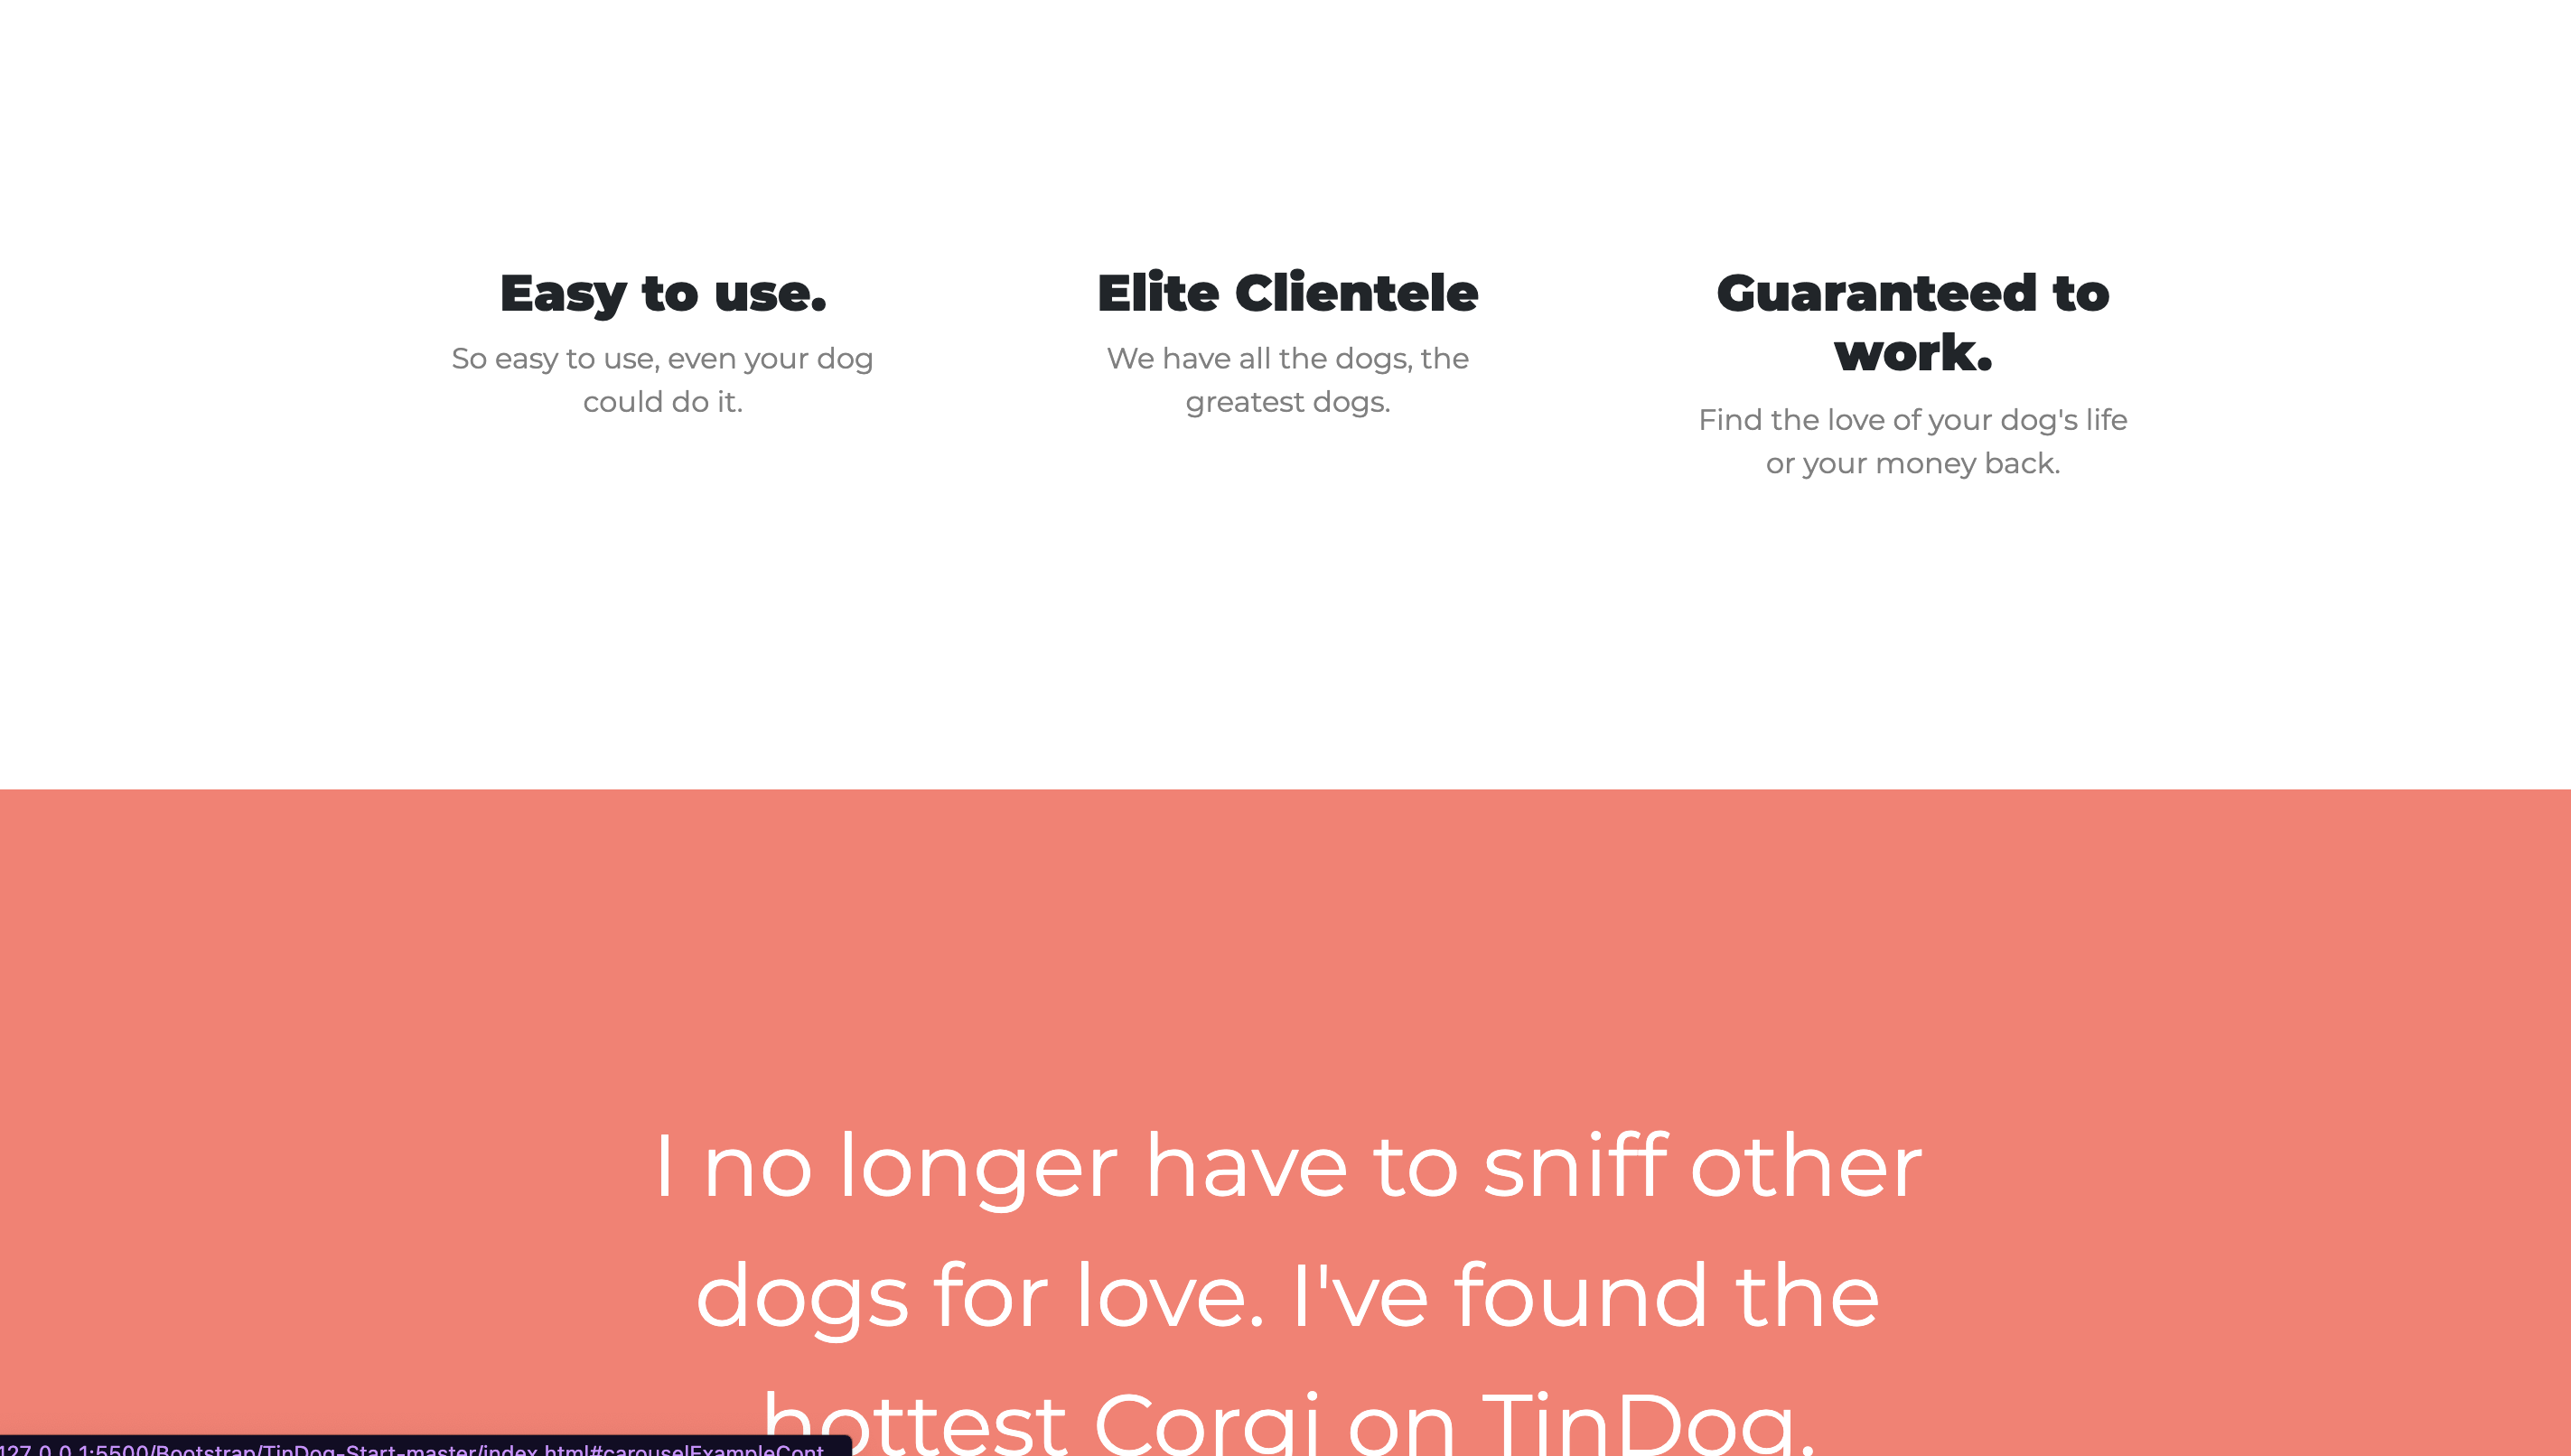 Easy to use.
So easy to use, even your dog
could do it.
Elite Clientele
We have all the dogs, the
greatest dogs.
Guaranteed to
work.
Find the love of your dog's life
or your money back.
I no longer have to sniff other
dogs for love. I've found the
hottest Corgi on TinDog.
127.0.0.1:5500/Bootstrap/TinDog-Start-master/index.html#carouselExampleCont